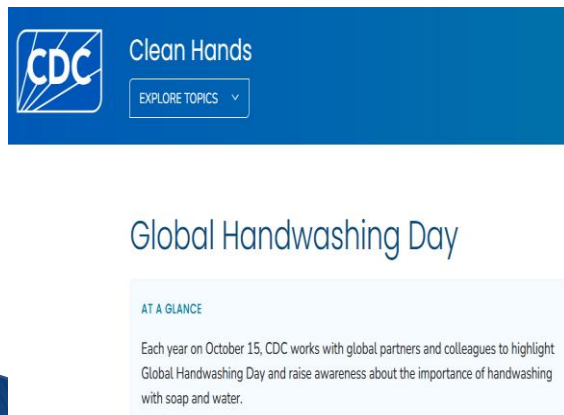 CDC
Clean Hands
EXPLORE TOPICS
Global Handwashing Day
AT A GLANCE
Each year on October 15, CDC works with global partners and colleagues to highlight
Global Handwashing Day and raise awareness about the importance of handwashing
with soap and water.